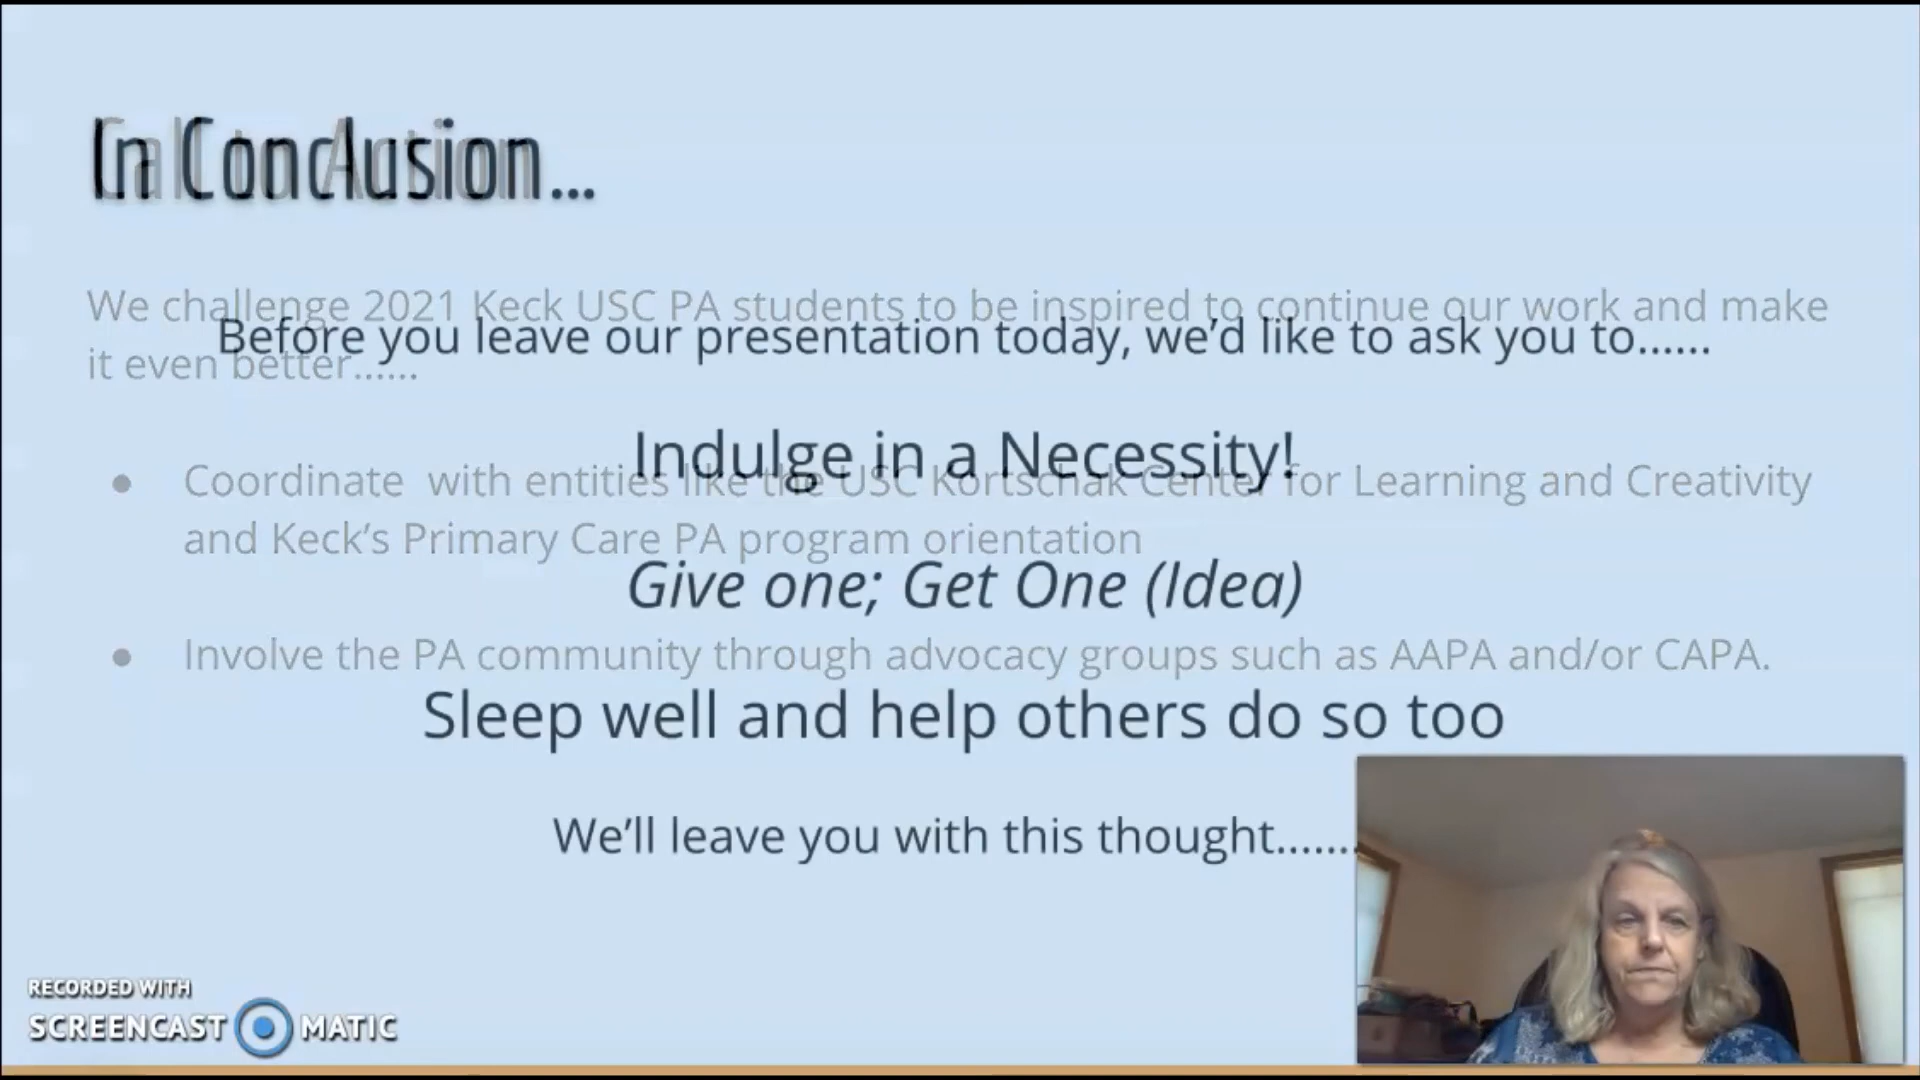 In Conclusion...
Call to Action
We challenge 2021 Keck USC PA students to be inspired to continue our work and make
it even better......
Before you leave our presentation today, we'd like to ask you to......
Indulge in a Necessity!
Coordinate with entities like the USC Kortschak Center for Learning and Creativity
and Keck's Primary Care PA program orientation
Give one; Get One (Idea)
Involve the PA community through advocacy groups such as AAPA and/or CAPA.
Sleep well and help others do so too
We'll leave you with this thought.......
RECORDED WITH
SCREENCAST MATIC